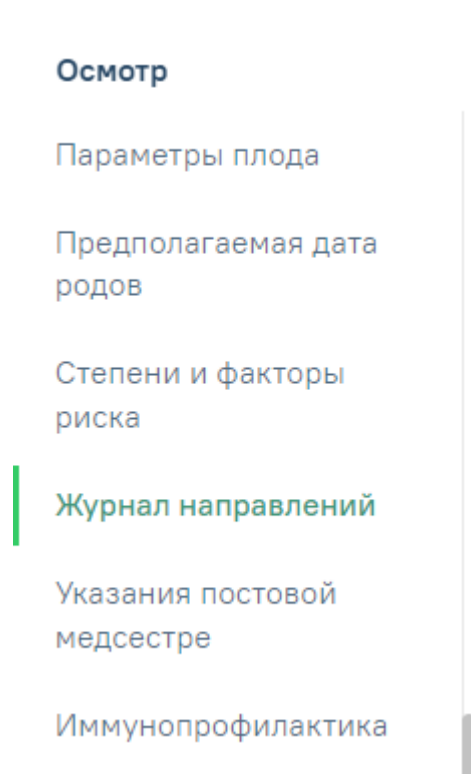 Осмотр
Параметры плода
Предполагаемая дата
родов
Степени и факторы
риска
Журнал направлений
Указания постовой
медсестре
Иммунопрофилактика